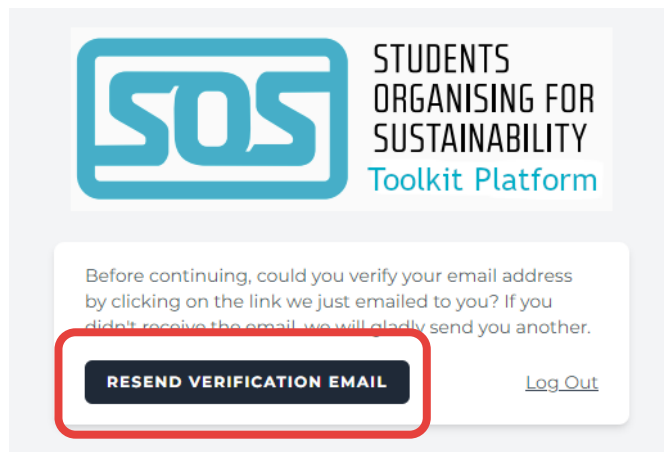 SOS
STUDENTS
ORGANISING FOR
SUSTAINABILITY
Toolkit Platform
Before continuing, could you verify your email address
by clicking on the link we just emailed to you? If you
didn't receive the email, we will gladly send you another.
RESEND VERIFICATION EMAIL
Log Out